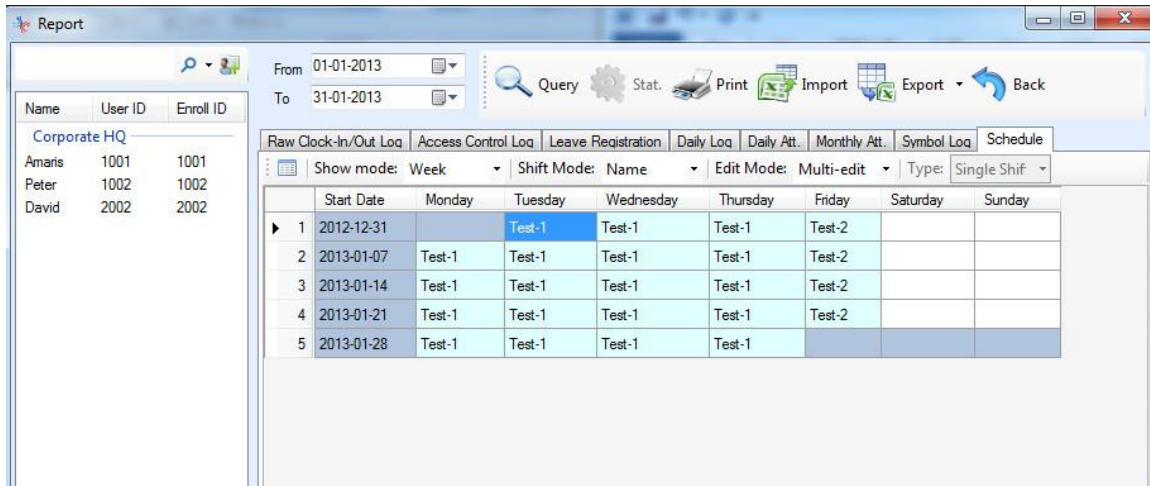 Report
From 01-01-2013
To 31-01-2013
Query Stat. Print Import Export Back
Name User ID Enroll ID
Corporate HQ
Amaris 1001 1001
Peter 1002 1002
David 2002 2002
Raw Clock-In/Out Log Access Control Log Leave Registration Daily Log Daily Att. Monthly Att. Symbol Log Schedule
Show mode: Week Shift Mode: Name Edit Mode: Multi-edit Type: Single Shif
Start Date Monday Tuesday Wednesday Thursday Friday Saturday Sunday
1 2012-12-31 Test-1 Test-1 Test-1 Test-2
2 2013-01-07 Test-1 Test-1 Test-1 Test-1 Test-2
3 2013-01-14 Test-1 Test-1 Test-1 Test-1 Test-2
4 2013-01-21 Test-1 Test-1 Test-1 Test-1 Test-2
5 2013-01-28 Test-1 Test-1 Test-1 Test-1